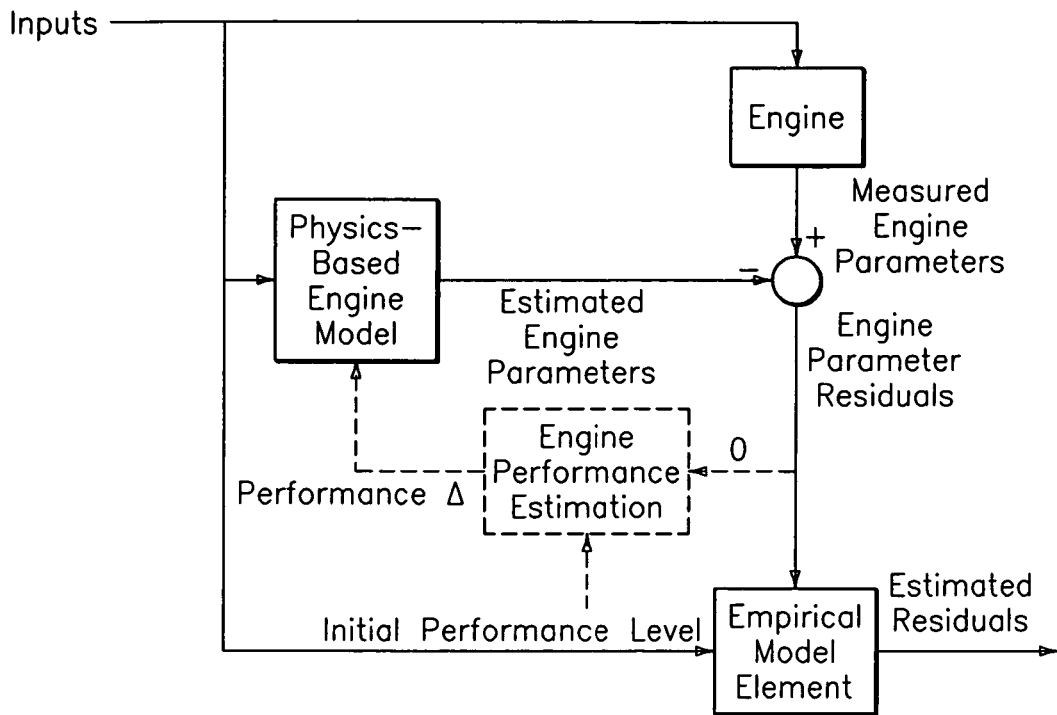 Inputs
Engine
Measured
Engine
Parameters
+
Physics-
Based
Engine
Model
-
Estimated
Engine
Parameters
Engine
Parameter
Residuals
Engine
Performance
Estimation
0
Performance Δ
Initial Performance Level
Empirical
Model
Element
Estimated
Residuals